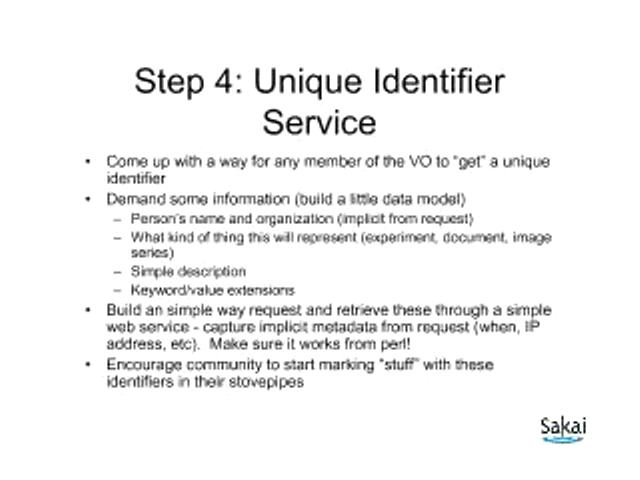 Step 4: Unique Identifier
Service
• Come up with a way for any member of the VO to "get" a unique
identifier
• Demand some information (build a little data model)
– Person's name and organization (implicit from request)
– What kind of thing this will represent (experiment, document, image
series)
– Simple description
– Keyword/value extensions
• Build an simple way request and retrieve these through a simple
web service - capture implicit metadata from request (when, IP
address, etc). Make sure it works from perl!
• Encourage community to start marking "stuff" with these
identifiers in their stovepipes
Sakai